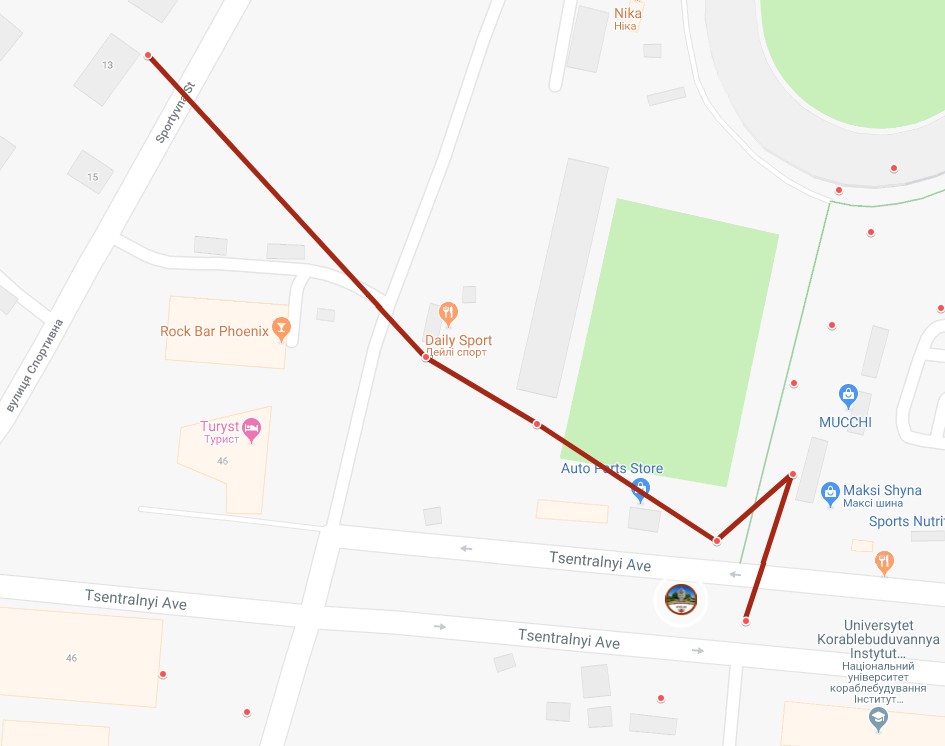 Nika
Ніка
13
Sportyvna St
15
Rock Bar Phoenix
Daily Sport
Дейлі спорт
вулиця Спортивна
MUCCHI
Turyst
Турист
46
Auto Parts Store
Maksi Shyna
Максі шина
Sports Nutri
Tsentralnyi Ave
Tsentralnyi Ave
Tsentralnyi Ave
Universytet
Korablebuduvannya
Instytut...
Національний
університет
кораблебудування
Інститут...
46